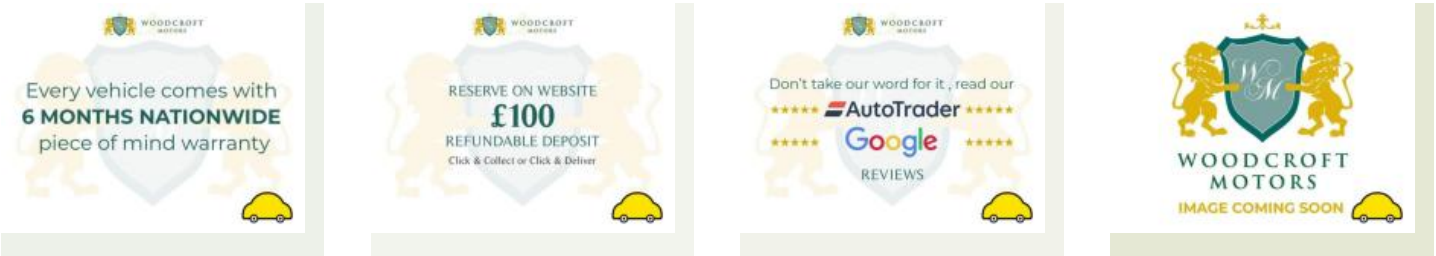 WOODCROFT
MOTORS
Every vehicle comes with
6 MONTHS NATIONWIDE
piece of mind warranty
WOODCROFT
MOTORS
RESERVE ON WEBSITE
£100
REFUNDABLE DEPOSIT
Click & Collect or Click & Deliver
WOODCROFT
MOTORS
Don't take our word for it , read our
AutoTrader
Google
REVIEWS
WM
WOODCROFT
MOTORS
IMAGE COMING SOON